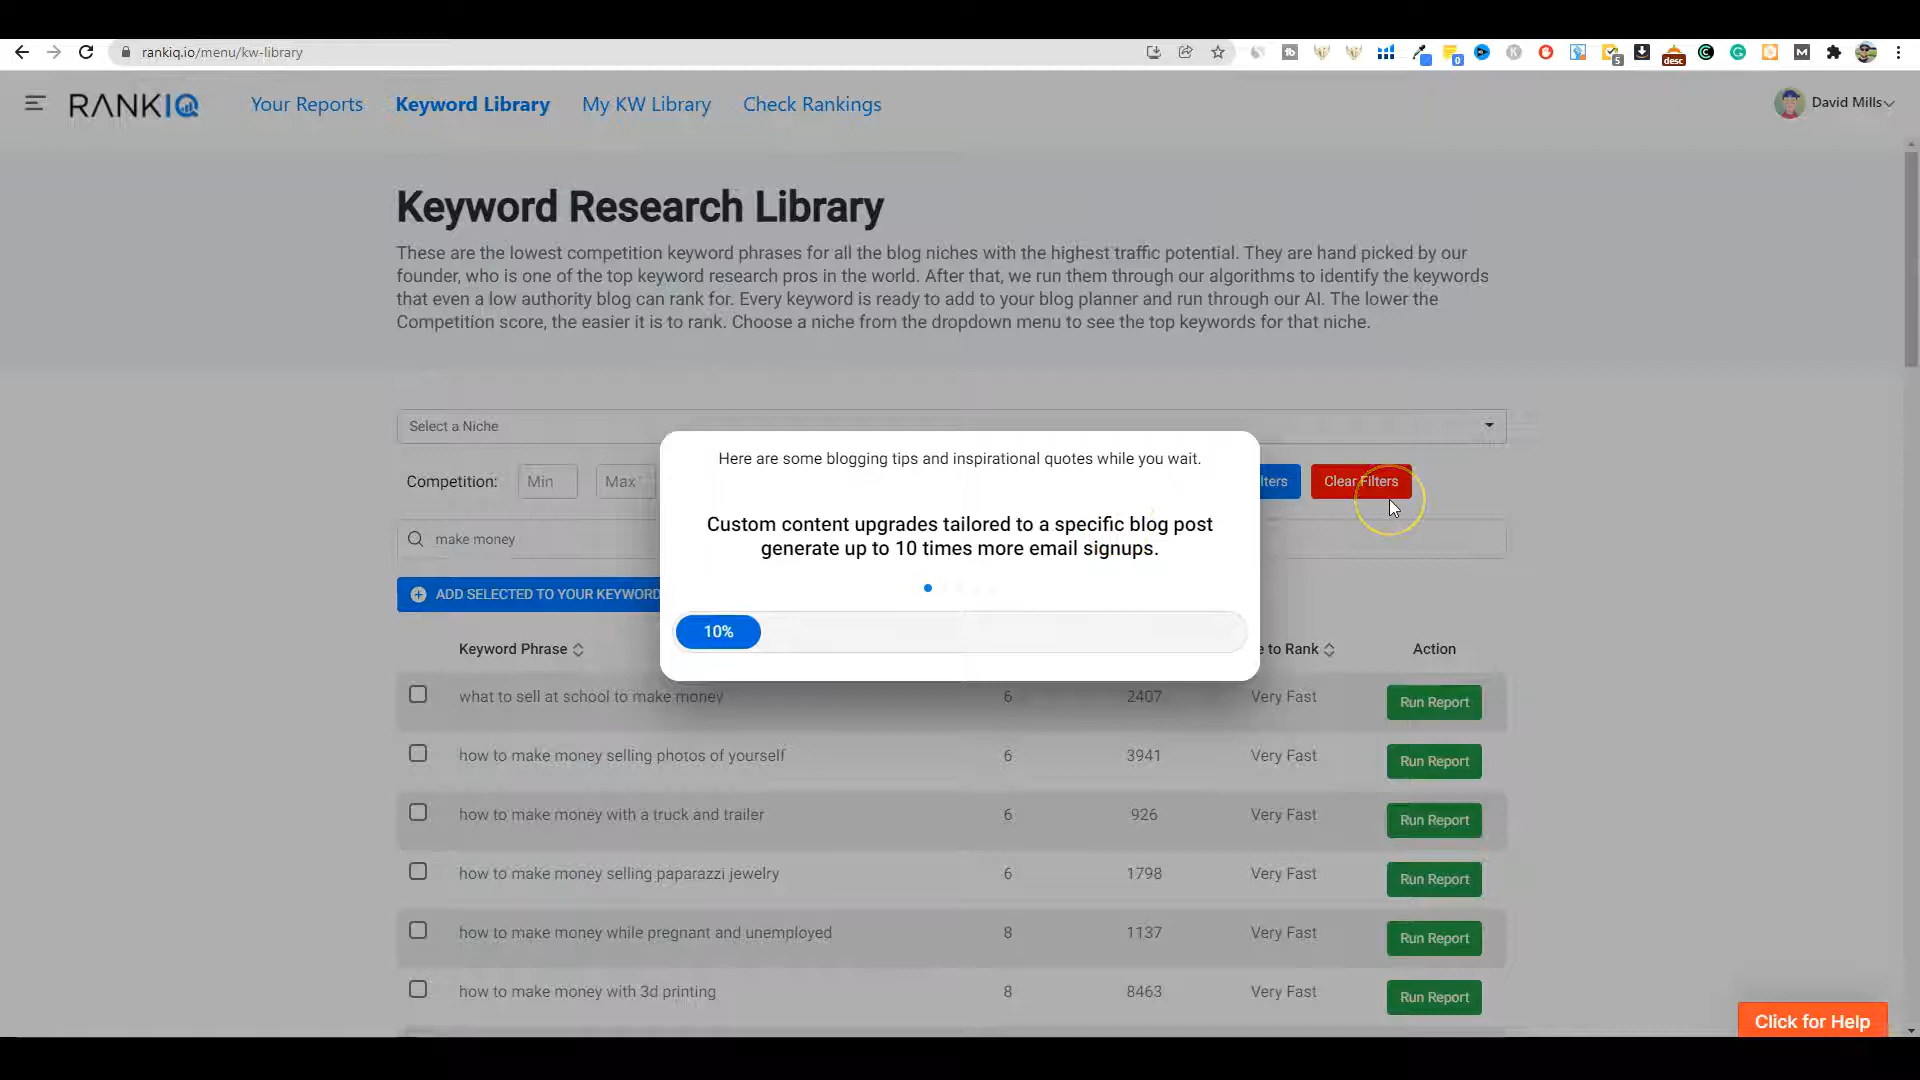 rankiq.io/menu/kw-library
0
5
desc
RANKIQ
Your Reports
Keyword Library
My KW Library
Check Rankings
David Mills
Keyword Research Library
These are the lowest competition keyword phrases for all the blog niches with the highest traffic potential. They are hand picked by our
founder, who is one of the top keyword research pros in the world. After that, we run them through our algorithms to identify the keywords
that even a low authority blog can rank for. Every keyword is ready to add to your blog planner and run through our AI. The lower the
Competition score, the easier it is to rank. Choose a niche from the dropdown menu to see the top keywords for that niche.
Select a Niche
Here are some blogging tips and inspirational quotes while you wait.
Competition:
Min
Max
lters
Clear Filters
Custom content upgrades tailored to a specific blog post
generate up to 10 times more email signups.
make money
ADD SELECTED TO YOUR KEYWORD
10%
Keyword Phrase
e to Rank
Action
what to sell at school to make money 6 2407 Very Fast Run Report
how to make money selling photos of yourself 6 3941 Very Fast Run Report
how to make money with a truck and trailer 6 926 Very Fast Run Report
how to make money selling paparazzi jewelry 6 1798 Very Fast Run Report
how to make money while pregnant and unemployed 8 1137 Very Fast Run Report
how to make money with 3d printing 8 8463 Very Fast Run Report
Click for Help